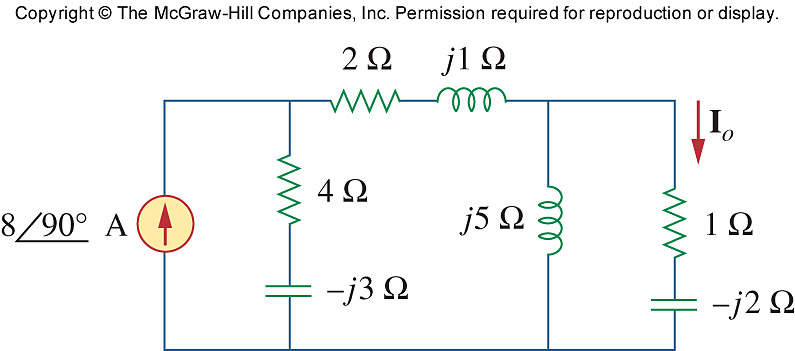 Copyright © The McGraw-Hill Companies, Inc. Permission required for reproduction or display.
2 Ω
j1 Ω
Iₒ
4 Ω
8/90° A
j5 Ω
1 Ω
−j3 Ω
−j2 Ω